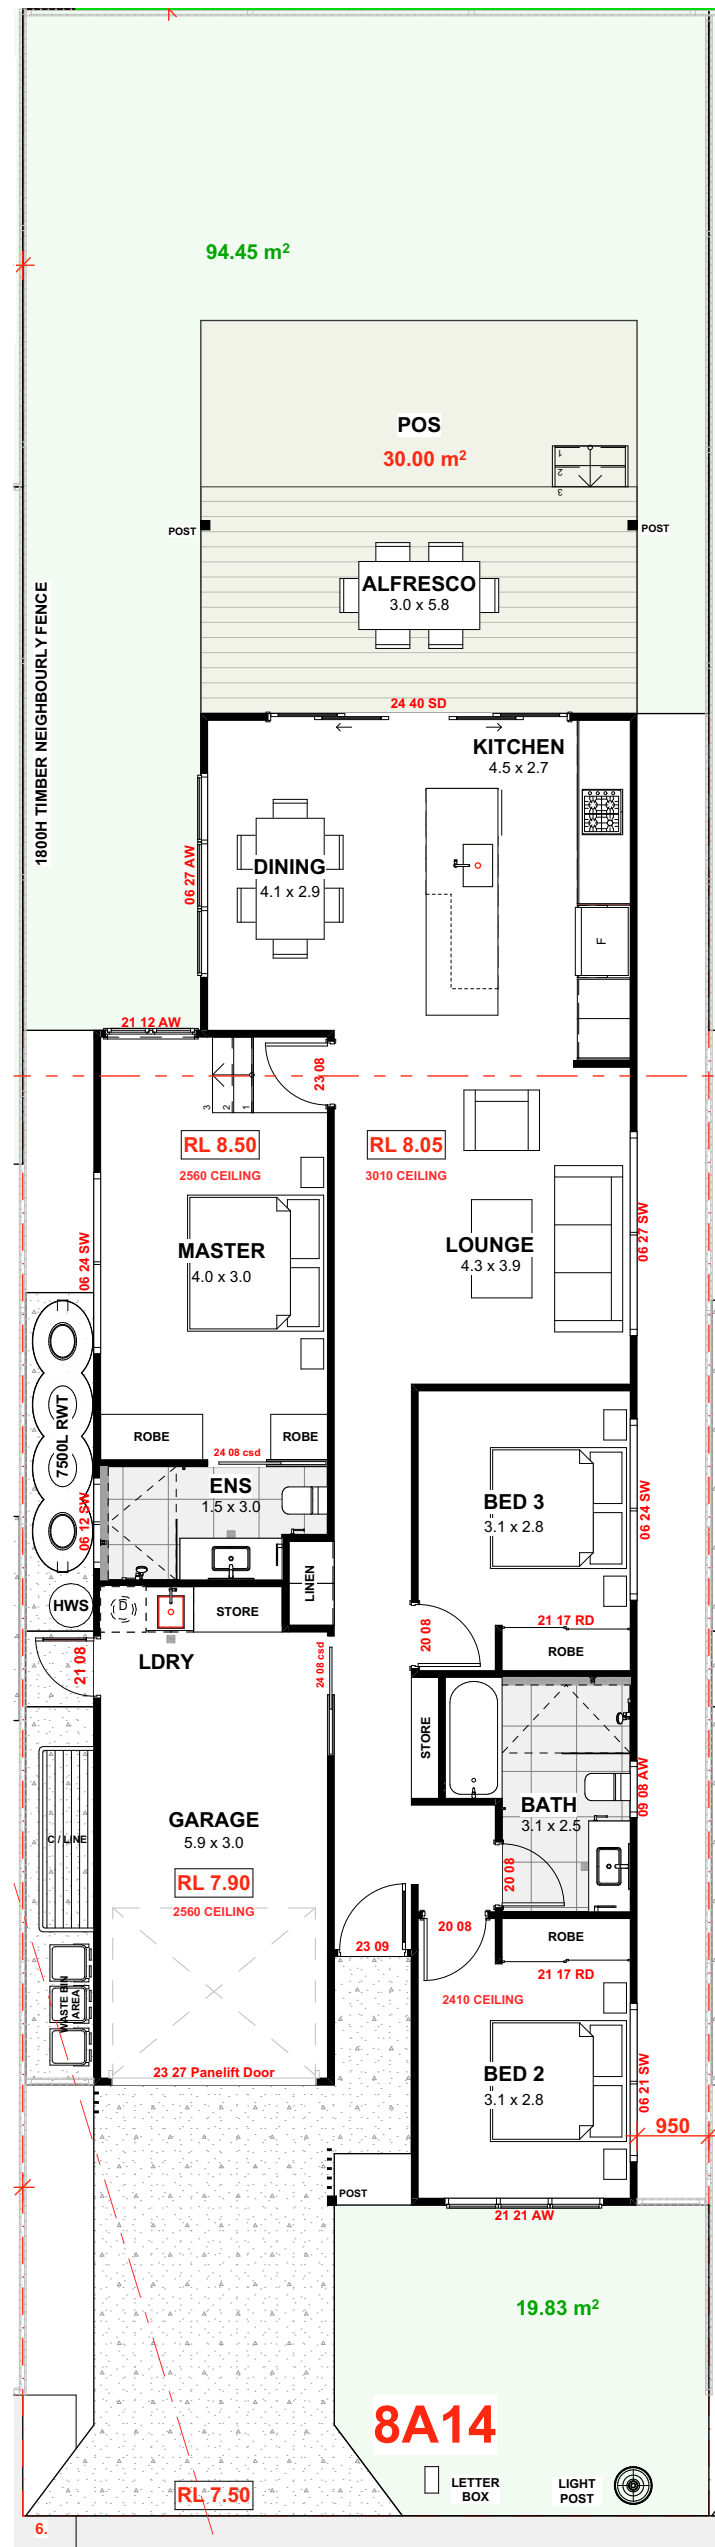 94.45 m²
POS
30.00 m²
1
2
3
POST
POST
ALFRESCO
3.0 x 5.8
1800H TIMBER NEIGHBOURLY FENCE
24 40 SD
KITCHEN
4.5 x 2.7
DINING
4.1 x 2.9
06 27 AW
F
21 12 AW
23 08
3
2
1
RL 8.50
2560 CEILING
RL 8.05
3010 CEILING
06 24 SW
MASTER
4.0 x 3.0
LOUNGE
4.3 x 3.9
06 27 SW
7500L RWT
ROBE
ROBE
24 08 csd
ENS
1.5 x 3.0
06 12 SW
BED 3
3.1 x 2.8
06 24 SW
HWS
D
STORE
LINEN
LDRY
21 08
24 08 csd
20 08
21 17 RD
ROBE
STORE
BATH
3.1 x 2.5
09 08 AW
GARAGE
5.9 x 3.0
C / LINE
RL 7.90
2560 CEILING
20 08
23 09
20 08
ROBE
21 17 RD
WASTE BIN
AREA
2410 CEILING
23 27 Panelift Door
BED 2
3.1 x 2.8
06 21 SW
950
POST
21 21 AW
19.83 m²
8A14
RL 7.50
LETTER
BOX
LIGHT
POST
6.